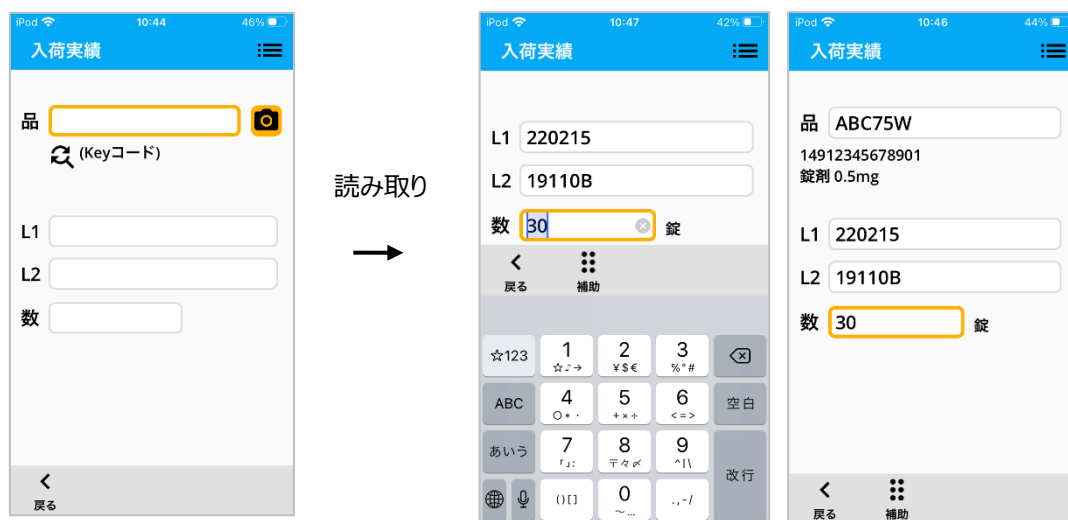 iPod 10:44 46%
入荷実績
品
(Keyコード)
L1
L2
数
戻る
読み取り
→
iPod 10:47 42%
入荷実績
L1 220215
L2 19110B
数 30 錠
戻る 補助
☆123 1 2 3
☆♪→ ¥$€ %°#
ABC 4 5 6 空白
○*・ +×÷ <=>
あいう 7 8 9 改行
「」: 〒々〆 ^|\
()[] 0 .,-/
~…
iPod 10:46 44%
入荷実績
品 ABC75W
14912345678901
錠剤 0.5mg
L1 220215
L2 19110B
数 30 錠
戻る 補助